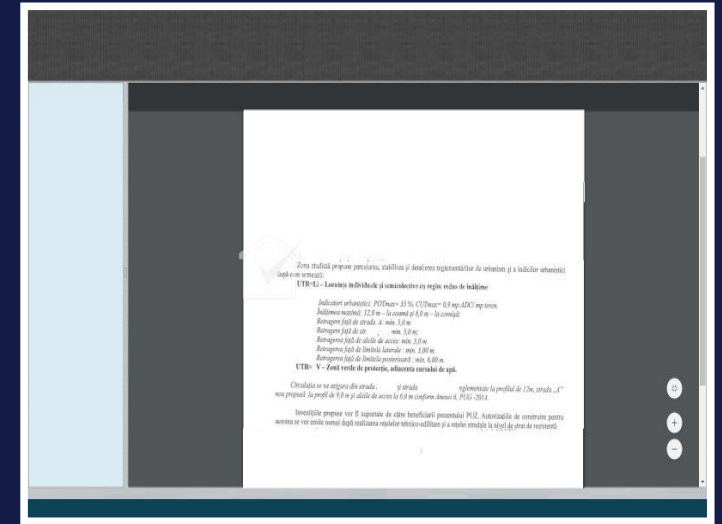 Zona studiată propune parcelarea, stabilirea și detalierea reglementărilor de urbanism și a indicilor urbanistici
după cum urmează:
UTR=Li – Locuințe individuale și semicolective cu regim redus de înălțime
Indicatori urbanistici: POTmax= 35 %, CUTmax= 0,9 mp.ADC/ mp.teren.
Înălțimea maximă: 12,0 m – la coamă și 8,0 m – la cornișă;
Retragere față de strada A: min. 5,0 m
Retragere față de str. min. 5,0 m;
Retragerea față de aleile de acces: min. 3,0 m
Retragerea față de limitele laterale : min. 3,00 m
Retragerea față de limitele posterioară : min. 6,00 m
UTR= V – Zonă verde de protecție, adiacenta cursului de apă.
Circulația se va asigura din strada . și strada reglementate la profilul de 12m, strada „A"
nou propusă la profil de 9,0 m și aleile de acces la 6,0 m conform Anexei 6, PUG -2014.
Investițiile propuse vor fi suportate de către beneficiarii prezentului PUZ. Autorizațiile de construire pentru
acestea se vor emite numai după realizarea rețelelor tehnico-edilitare și a rețelei stradale la nivel de strat de rezistență.